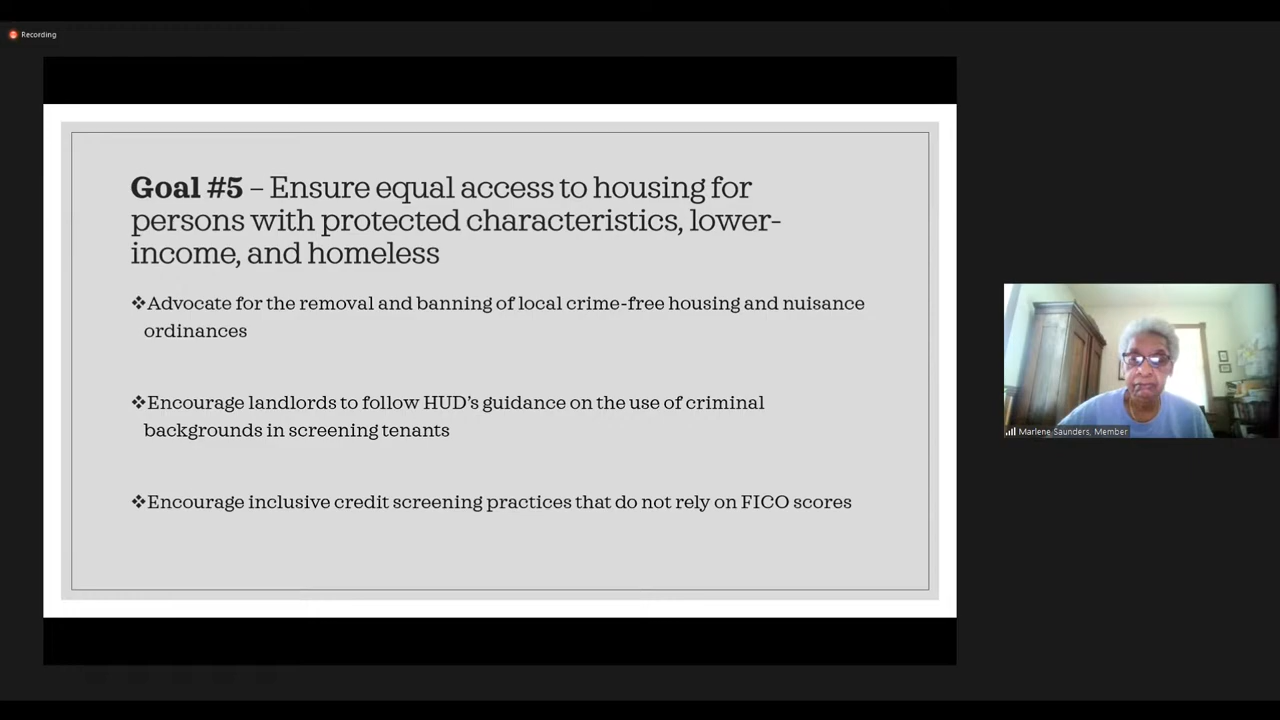 Recording
Goal #5 – Ensure equal access to housing for
persons with protected characteristics, lower-
income, and homeless
❖Advocate for the removal and banning of local crime-free housing and nuisance
ordinances
❖Encourage landlords to follow HUD’s guidance on the use of criminal
backgrounds in screening tenants
❖Encourage inclusive credit screening practices that do not rely on FICO scores
Marlene Saunders, Member